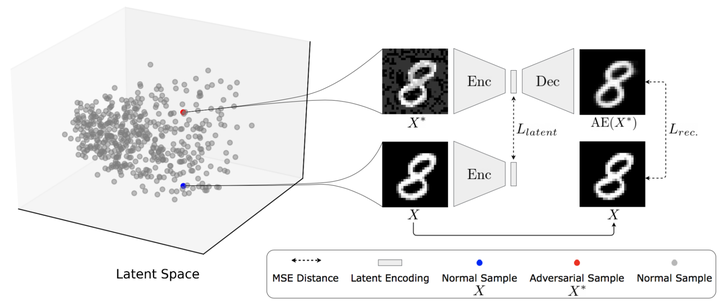 Enc
Dec
X*
AE(X*)
L_latent
L_rec.
Enc
X
X
Latent Space
MSE Distance
Latent Encoding
Normal Sample
X
Adversarial Sample
X*
Normal Sample